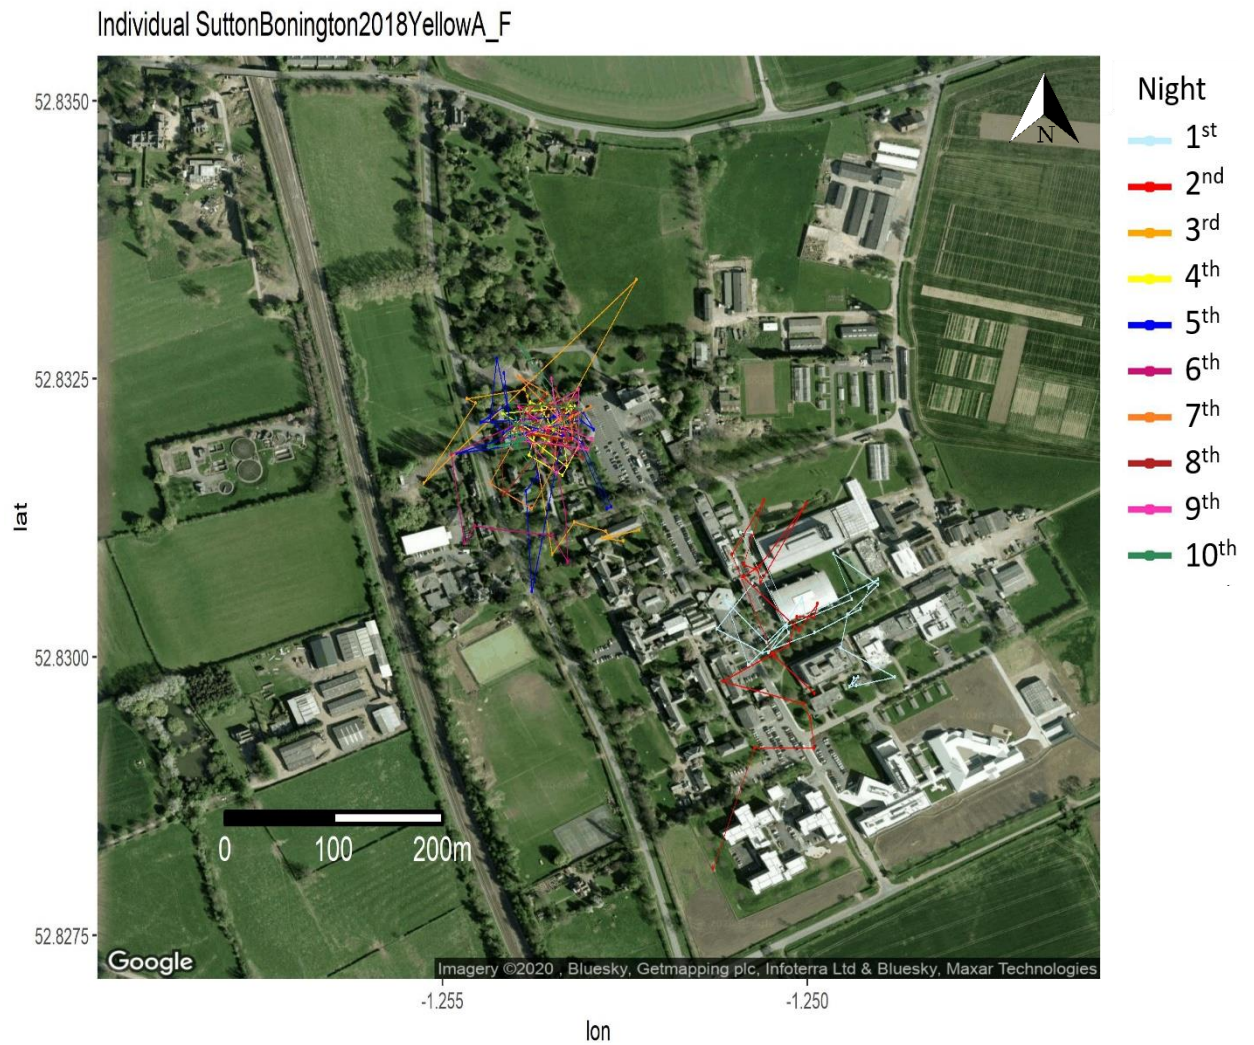 Individual SuttonBonington2018YellowA_F
Night
1st
2nd
3rd
4th
5th
6th
7th
8th
9th
10th
N
52.8350
52.8325
52.8300
52.8275
lat
0 100 200m
Google
Imagery ©2020 , Bluesky, Getmapping plc, Infoterra Ltd & Bluesky, Maxar Technologies
-1.255 -1.250
lon